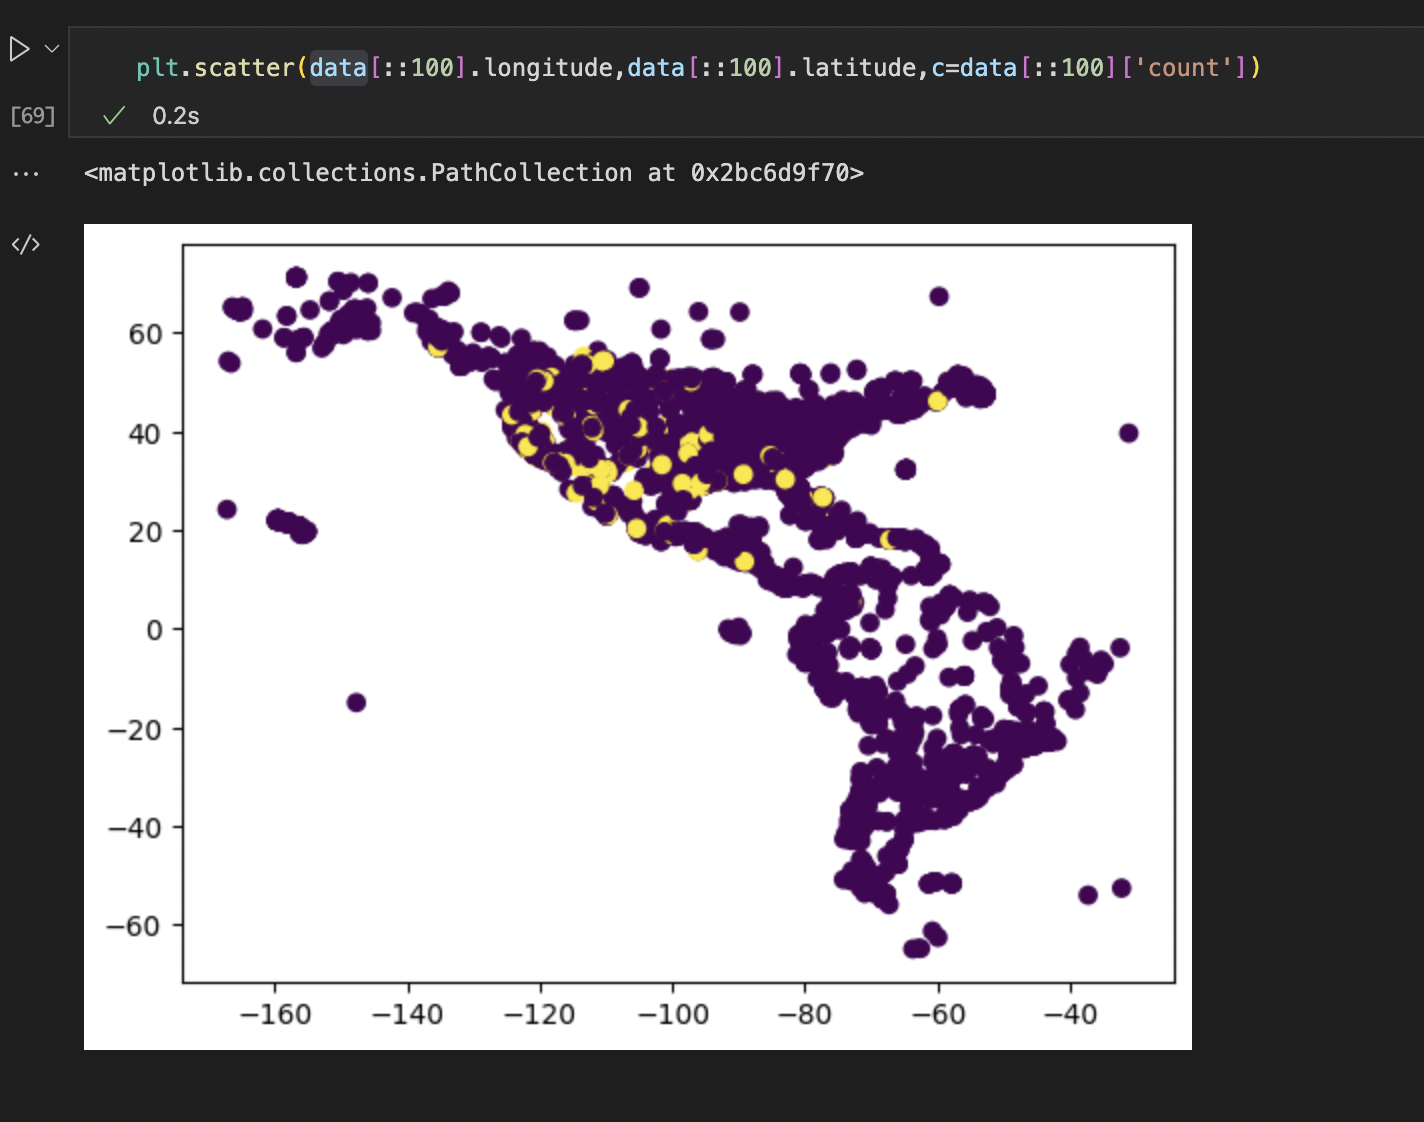 plt.scatter(data[::100].longitude,data[::100].latitude,c=data[::100]['count'])
[69]
0.2s
<matplotlib.collections.PathCollection at 0x2bc6d9f70>
60
40
20
0
−20
−40
−60
−160 −140 −120 −100 −80 −60 −40